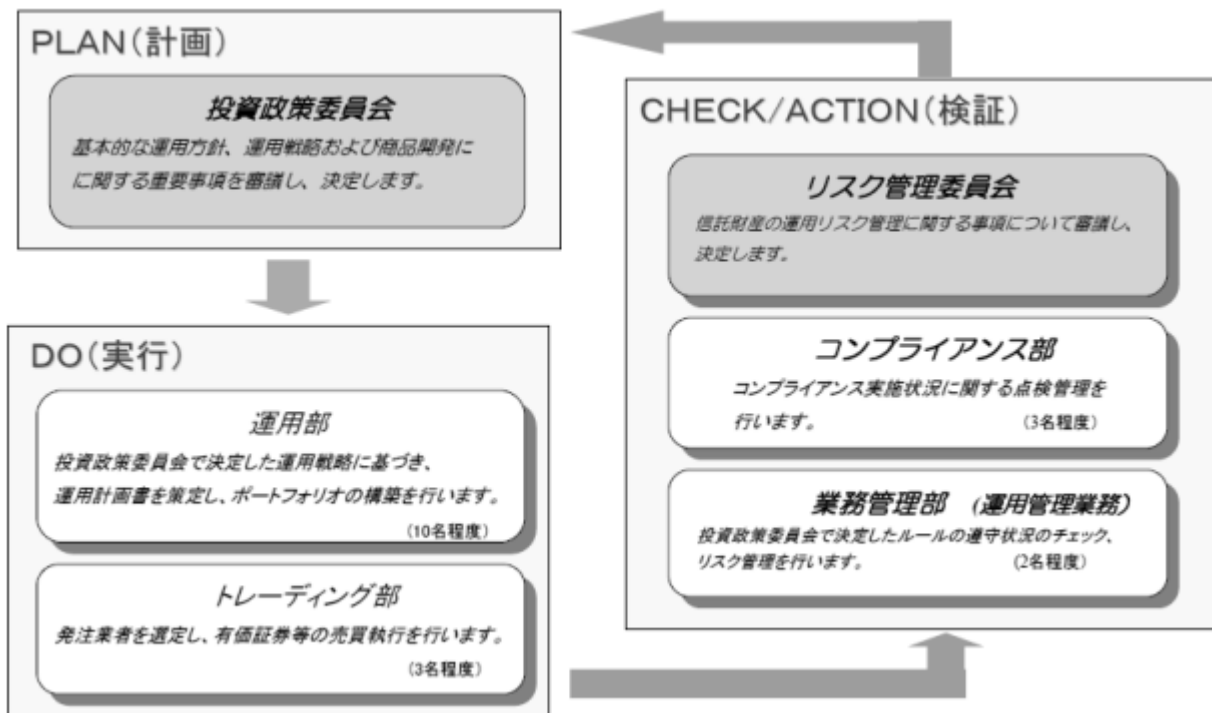 PLAN(計画)
投資政策委員会
基本的な運用方針、運用戦略および商品開発に
に関する重要事項を審議し、決定します。
DO(実行)
運用部
投資政策委員会で決定した運用戦略に基づき、
運用計画書を策定し、ポートフォリオの構築を行います。
(10名程度)
トレーディング部
発注業者を選定し、有価証券等の売買執行を行います。
(3名程度)
CHECK/ACTION(検証)
リスク管理委員会
信託財産の運用リスク管理に関する事項について審議し、
決定します。
コンプライアンス部
コンプライアンス実施状況に関する点検管理を
行います。 (3名程度)
業務管理部 (運用管理業務)
投資政策委員会で決定したルールの遵守状況のチェック、
リスク管理を行います。 (2名程度)